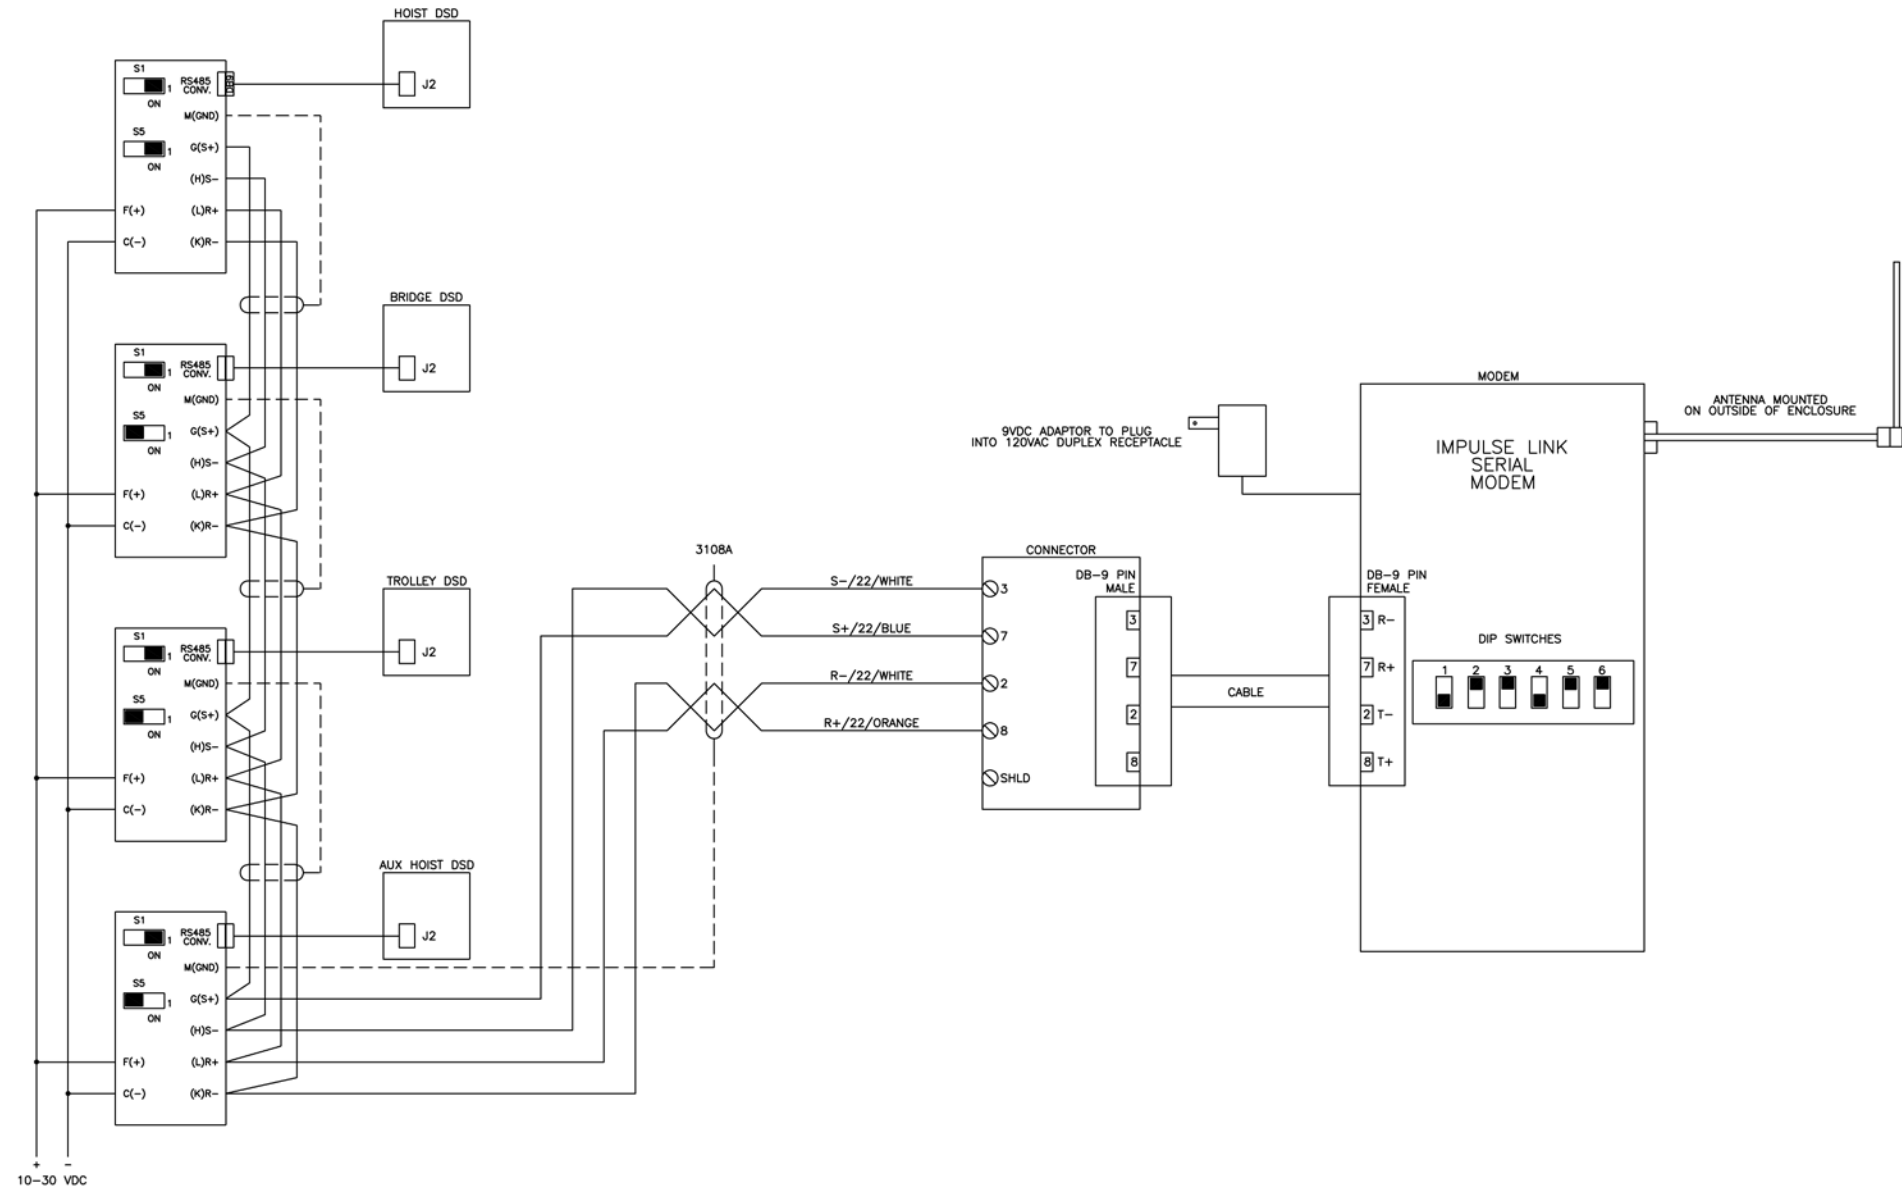 HOIST DSD
J2
S1
1
ON
RS485
CONV.
M(GND)
S5
1
ON
G(S+)
(H)S-
F(+)
(L)R+
C(-)
(K)R-
BRIDGE DSD
J2
S1
1
ON
RS485
CONV.
M(GND)
S5
1
ON
G(S+)
(H)S-
F(+)
(L)R+
C(-)
(K)R-
TROLLEY DSD
J2
S1
1
ON
RS485
CONV.
M(GND)
S5
1
ON
G(S+)
(H)S-
F(+)
(L)R+
C(-)
(K)R-
AUX HOIST DSD
J2
S1
1
ON
RS485
CONV.
M(GND)
S5
1
ON
G(S+)
(H)S-
F(+)
(L)R+
C(-)
(K)R-
+ -
10-30 VDC
3108A
S-/22/WHITE
S+/22/BLUE
R-/22/WHITE
R+/22/ORANGE
CONNECTOR
3
7
2
8
SHLD
DB-9 PIN
MALE
3
7
2
8
CABLE
9VDC ADAPTOR TO PLUG
INTO 120VAC DUPLEX RECEPTACLE
MODEM
IMPULSE LINK
SERIAL
MODEM
DB-9 PIN
FEMALE
3 R-
7 R+
2 T-
8 T+
DIP SWITCHES
1 2 3 4 5 6
ANTENNA MOUNTED
ON OUTSIDE OF ENCLOSURE